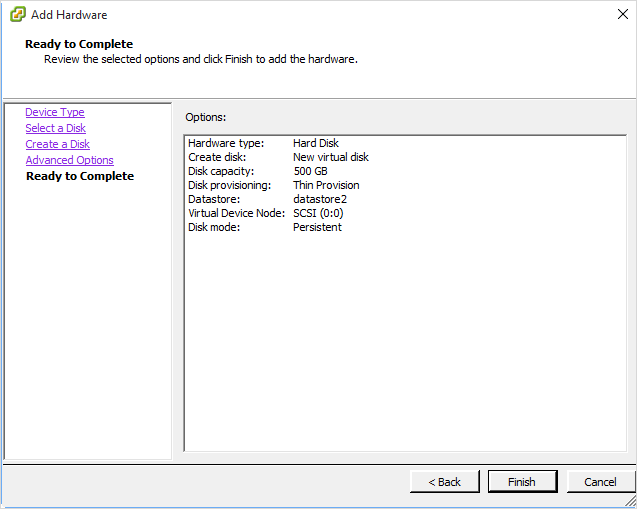 Add Hardware
Ready to Complete
Review the selected options and click Finish to add the hardware.
Device Type
Select a Disk
Create a Disk
Advanced Options
Ready to Complete
Options:
Hardware type: Hard Disk
Create disk: New virtual disk
Disk capacity: 500 GB
Disk provisioning: Thin Provision
Datastore: datastore2
Virtual Device Node: SCSI (0:0)
Disk mode: Persistent
< Back Finish Cancel